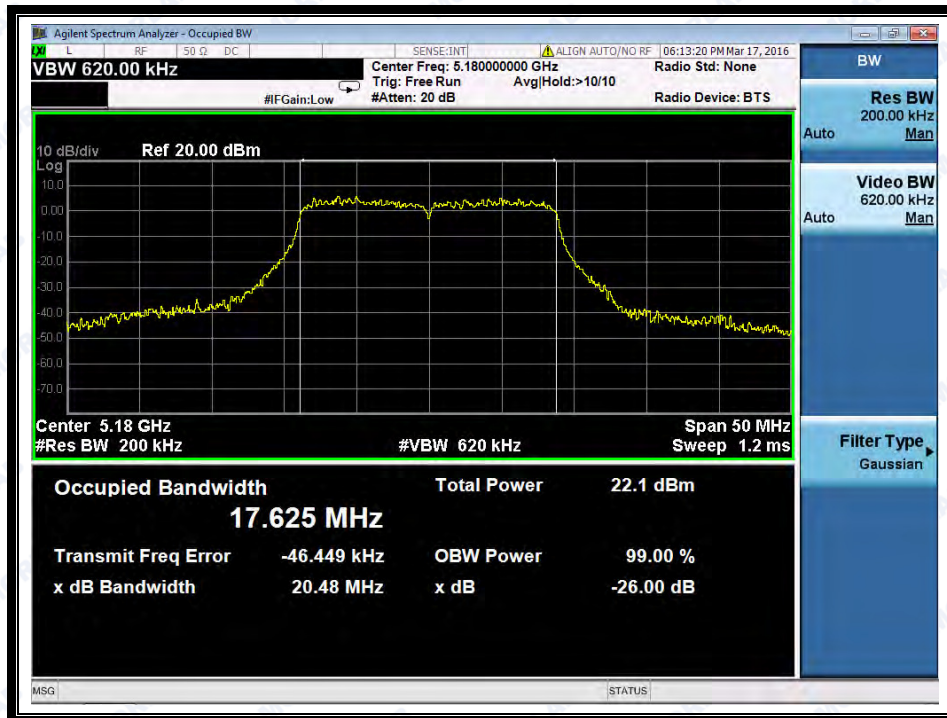 Agilent Spectrum Analyzer - Occupied BW
LXI L RF 50 Ω DC SENSE:INT ALIGN AUTO/NO RF 06:13:20 PM Mar 17, 2016
VBW 620.00 kHz
Center Freq: 5.180000000 GHz
Radio Std: None
Trig: Free Run Avg|Hold:>10/10
#IFGain:Low
#Atten: 20 dB
Radio Device: BTS
10 dB/div Ref 20.00 dBm
Log
10.0
0.00
-10.0
-20.0
-30.0
-40.0
-50.0
-60.0
-70.0
Center 5.18 GHz Span 50 MHz
#Res BW 200 kHz #VBW 620 kHz Sweep 1.2 ms
Occupied Bandwidth Total Power 22.1 dBm
17.625 MHz
Transmit Freq Error -46.449 kHz OBW Power 99.00 %
x dB Bandwidth 20.48 MHz x dB -26.00 dB
MSG STATUS
BW
Res BW
200.00 kHz
Auto Man
Video BW
620.00 kHz
Auto Man
Filter Type
Gaussian